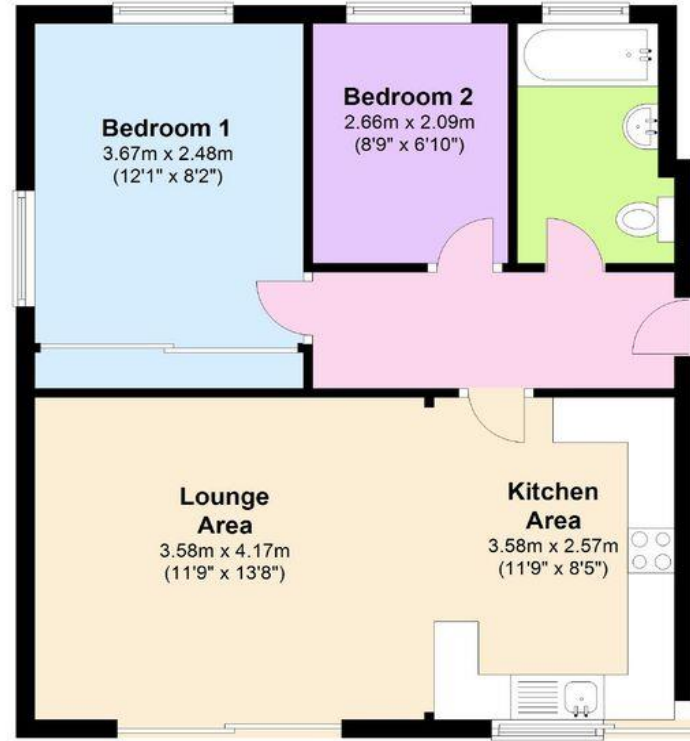 Bedroom 1
3.67m x 2.48m
(12'1" x 8'2")
Bedroom 2
2.66m x 2.09m
(8'9" x 6'10")
Lounge
Area
3.58m x 4.17m
(11'9" x 13'8")
Kitchen
Area
3.58m x 2.57m
(11'9" x 8'5")